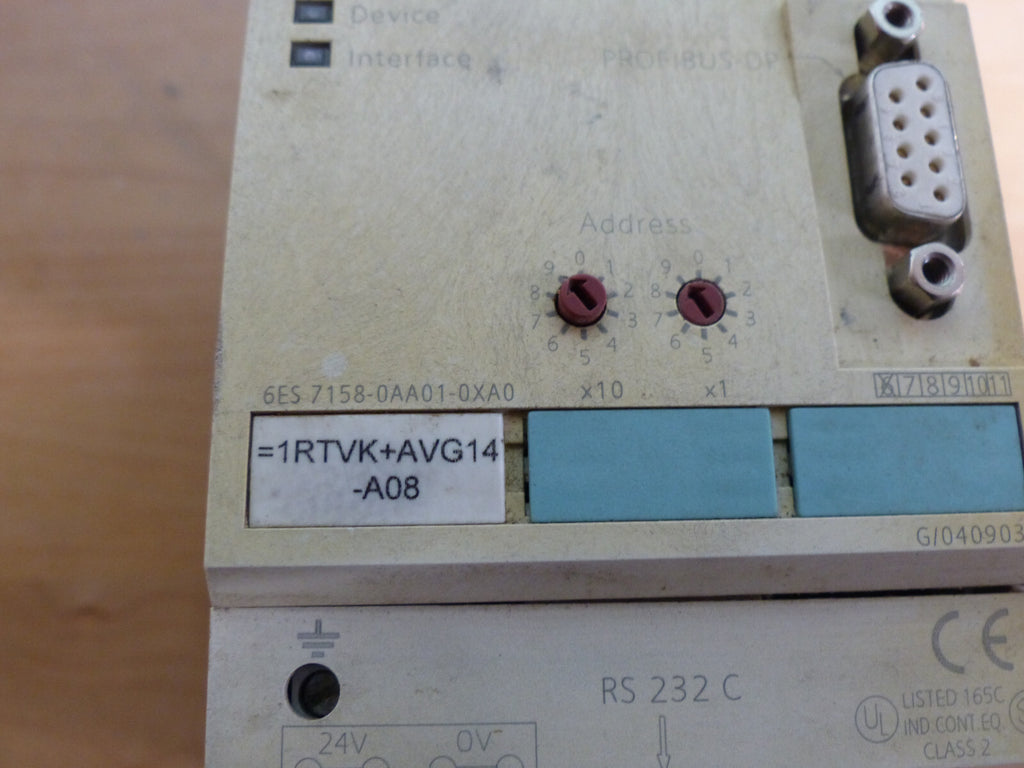 Device
Interface
PROFIBUS-DP
Address
0 1 2 3 4 5 6 7 8 9
0 1 2 3 4 5 6 7 8 9
6ES 7158-0AA01-0XA0
x10
x1
X 7 8 9 10 11
=1RTVK+AVG14
-A08
G/040903
CE
RS 232 C
UL
LISTED 165C
IND.CONT.EQ.
CLASS 2
24V
0V